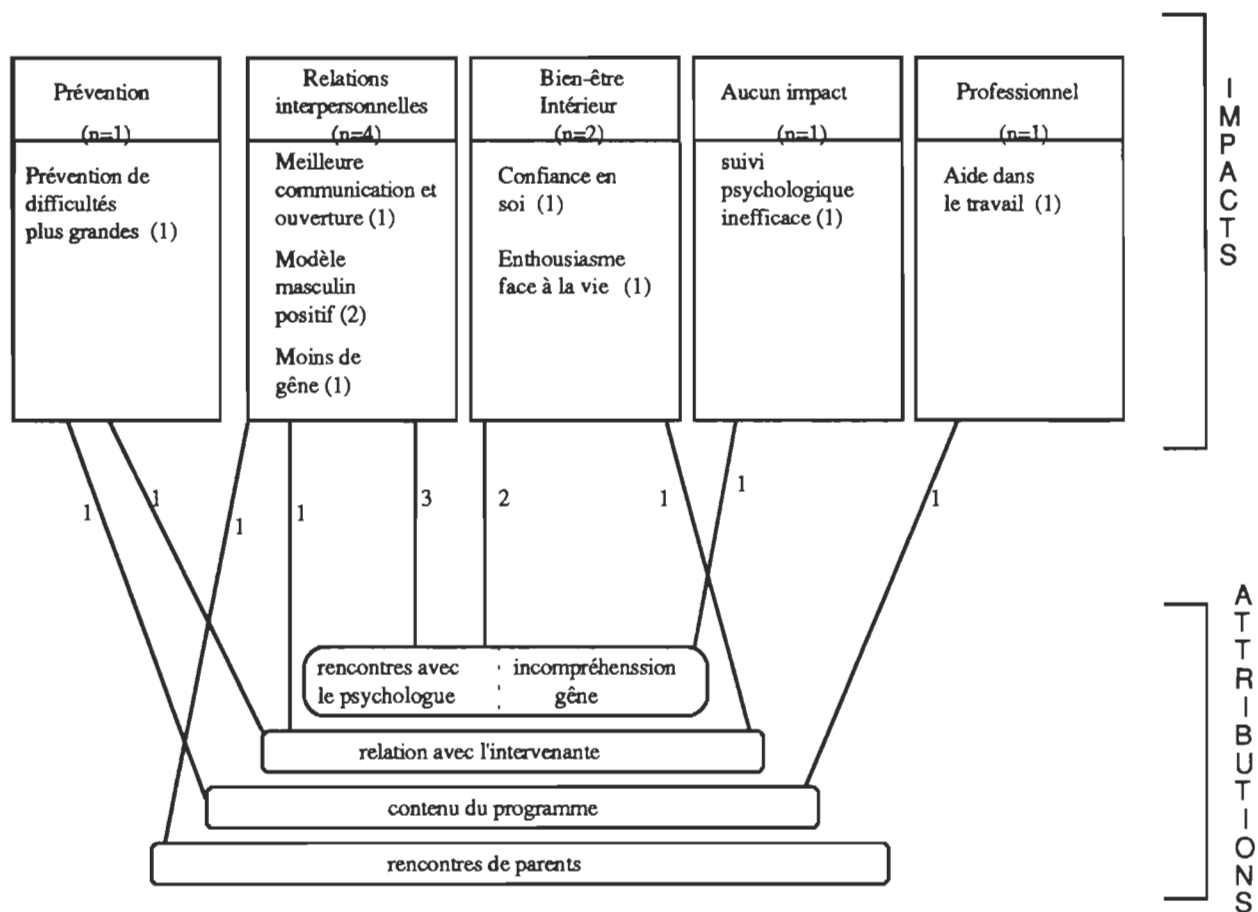 Prévention
(n=1)
Prévention de
difficultés
plus grandes (1)
Relations
interpersonnelles
(n=4)
Meilleure
communication et
ouverture (1)
Modèle
masculin
positif (2)
Moins de
gêne (1)
Bien-être
Intérieur
(n=2)
Confiance en
soi (1)
Enthousiasme
face à la vie (1)
Aucun impact
(n=1)
suivi
psychologique
inefficace (1)
Professionnel
(n=1)
Aide dans
le travail (1)
IMPACTS
1
1
1
1
3
2
1
1
1
rencontres avec
le psychologue
incompréhenssion
gêne
relation avec l'intervenante
contenu du programme
rencontres de parents
ATTRIBUTIONS